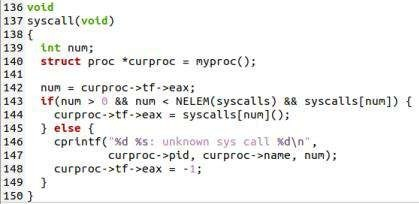 136 void
137 syscall(void)
138 {
139   int num;
140   struct proc *curproc = myproc();
141
142   num = curproc->tf->eax;
143   if(num > 0 && num < NELEM(syscalls) && syscalls[num]) {
144     curproc->tf->eax = syscalls[num]();
145   } else {
146     cprintf("%d %s: unknown sys call %d\n",
147             curproc->pid, curproc->name, num);
148     curproc->tf->eax = -1;
149   }
150 }